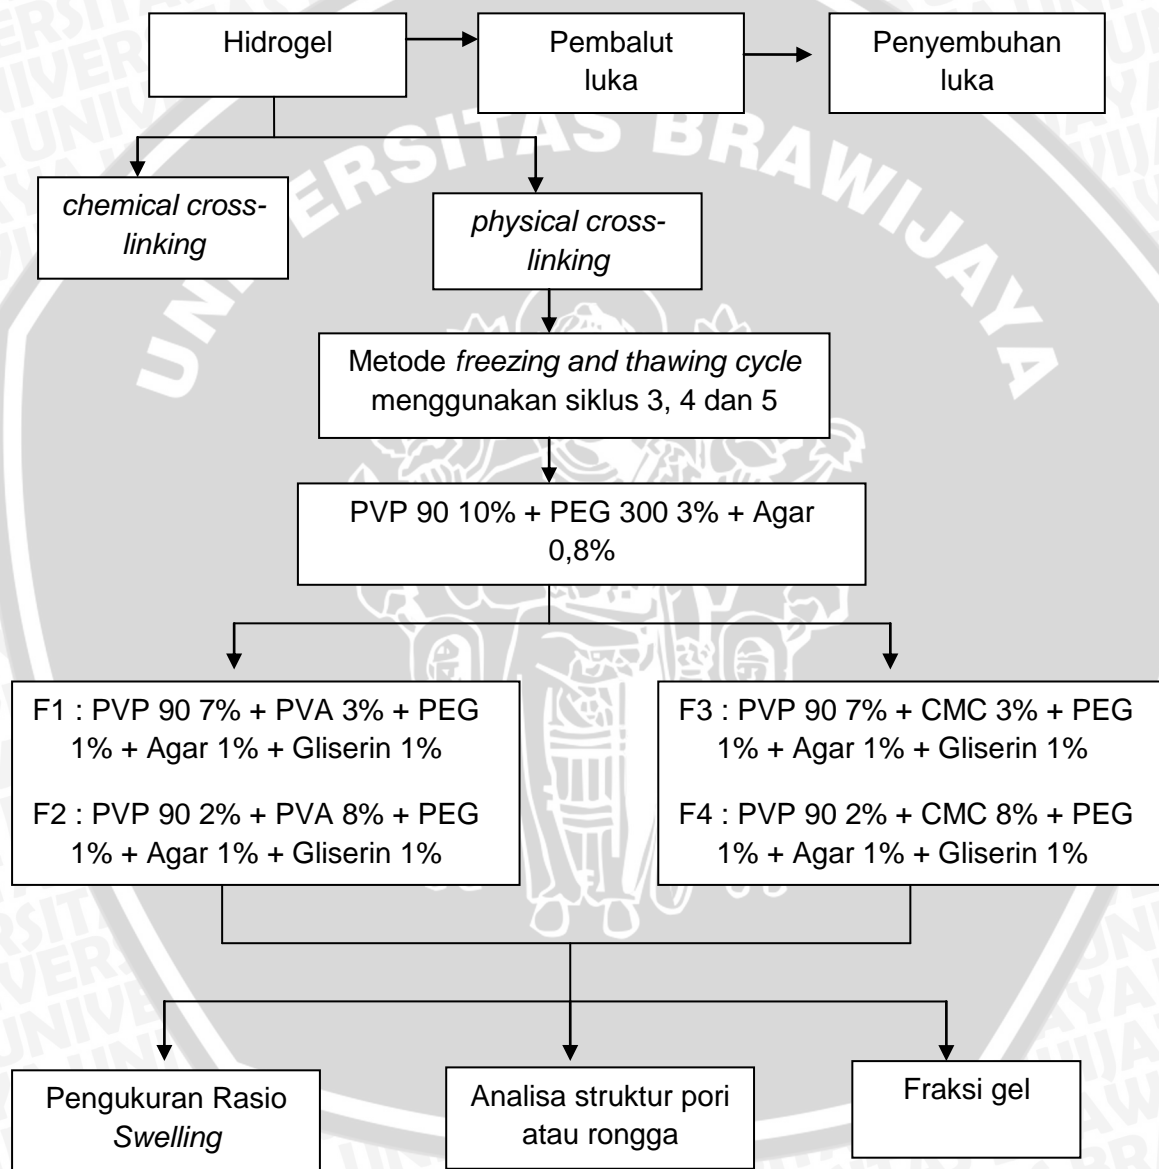 Hidrogel
Pembalut
luka
Penyembuhan
luka
UNIVERSITAS BRAWIJAYA
chemical cross-
linking
physical cross-
linking
Metode freezing and thawing cycle
menggunakan siklus 3, 4 dan 5
PVP 90 10% + PEG 300 3% + Agar
0,8%
F1 : PVP 90 7% + PVA 3% + PEG
1% + Agar 1% + Gliserin 1%
F2 : PVP 90 2% + PVA 8% + PEG
1% + Agar 1% + Gliserin 1%
F3 : PVP 90 7% + CMC 3% + PEG
1% + Agar 1% + Gliserin 1%
F4 : PVP 90 2% + CMC 8% + PEG
1% + Agar 1% + Gliserin 1%
Pengukuran Rasio
Swelling
Analisa struktur pori
atau rongga
Fraksi gel